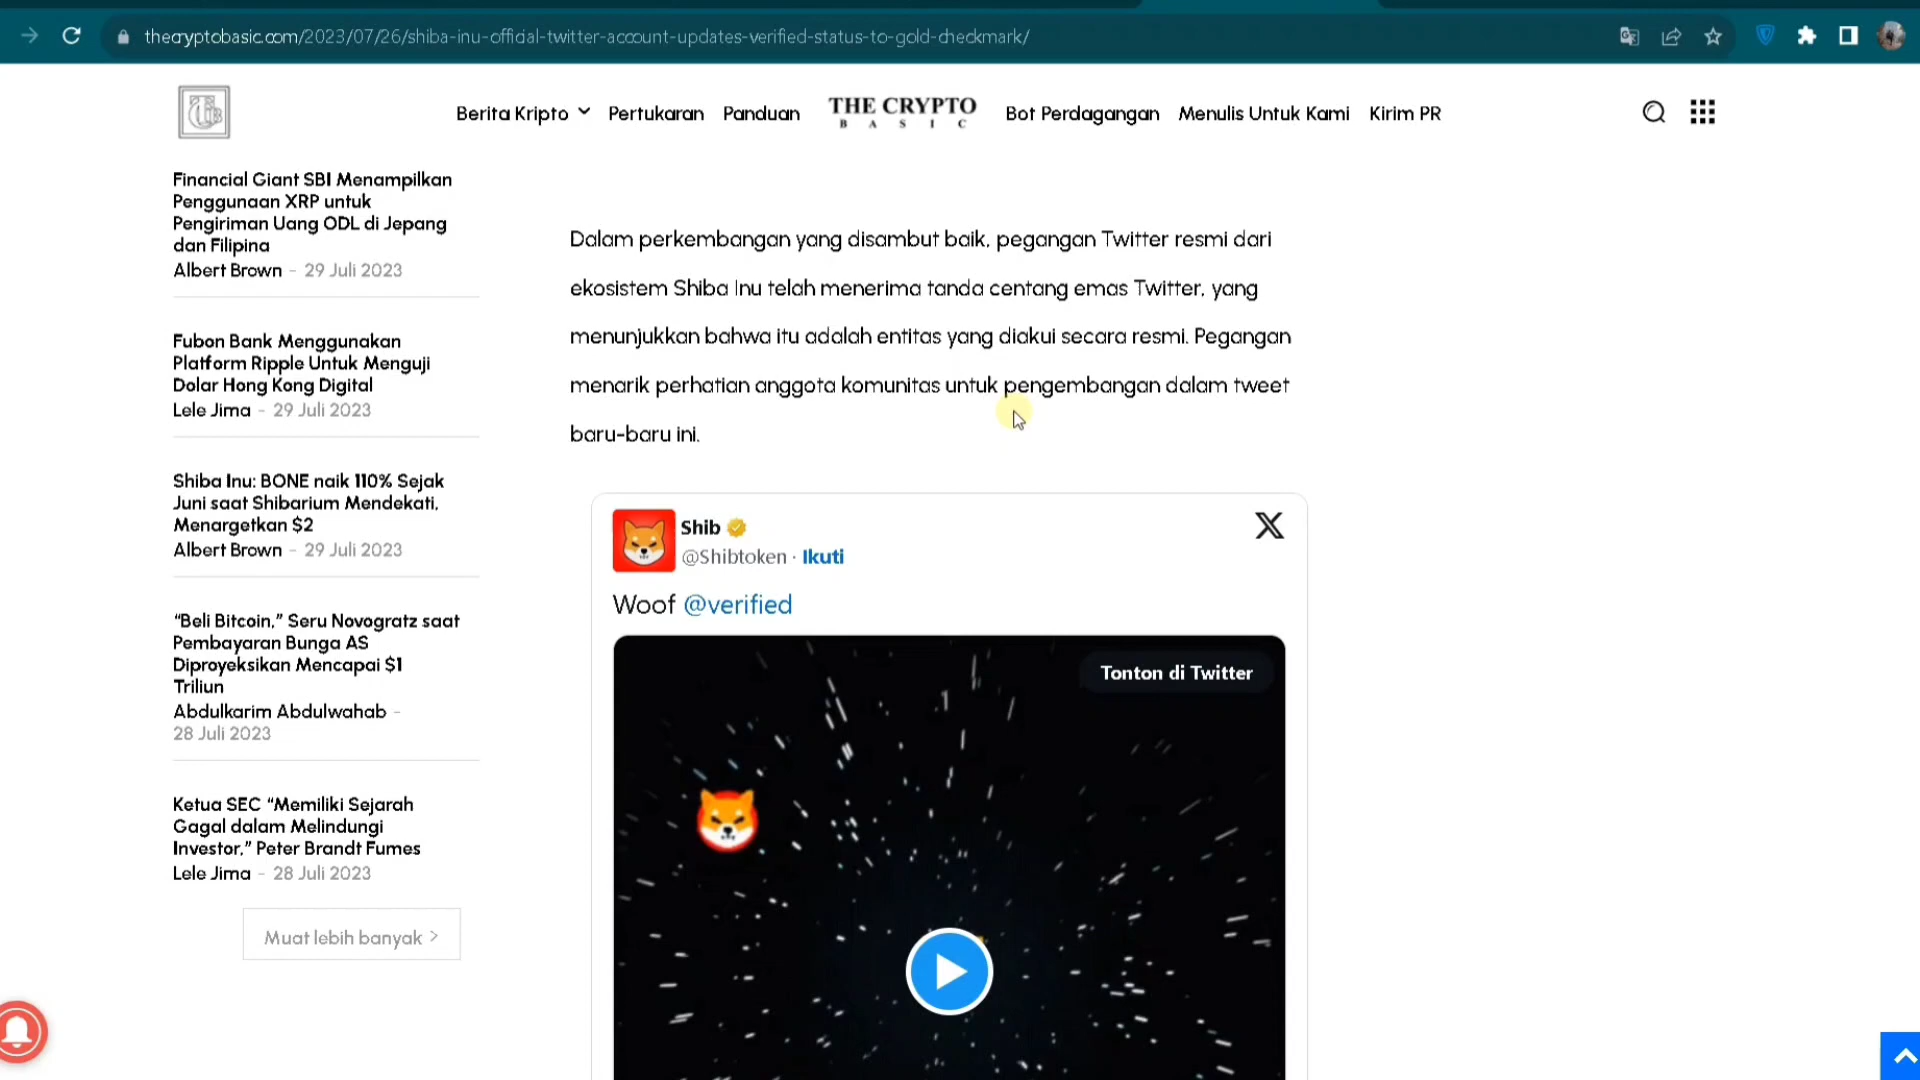 thecryptobasic.com/2023/07/26/shiba-inu-official-twitter-account-updates-verified-status-to-gold-checkmark/
Berita Kripto
Pertukaran
Panduan
THE CRYPTO
BASIC
Bot Perdagangan
Menulis Untuk Kami
Kirim PR
Financial Giant SBI Menampilkan
Penggunaan XRP untuk
Pengiriman Uang ODL di Jepang
dan Filipina
Albert Brown - 29 Juli 2023
Fubon Bank Menggunakan
Platform Ripple Untuk Menguji
Dolar Hong Kong Digital
Lele Jima - 29 Juli 2023
Shiba Inu: BONE naik 110% Sejak
Juni saat Shibarium Mendekati,
Menargetkan $2
Albert Brown - 29 Juli 2023
“Beli Bitcoin,” Seru Novogratz saat
Pembayaran Bunga AS
Diproyeksikan Mencapai $1
Triliun
Abdulkarim Abdulwahab -
28 Juli 2023
Ketua SEC “Memiliki Sejarah
Gagal dalam Melindungi
Investor,” Peter Brandt Fumes
Lele Jima - 28 Juli 2023
Muat lebih banyak >
Dalam perkembangan yang disambut baik, pegangan Twitter resmi dari
ekosistem Shiba Inu telah menerima tanda centang emas Twitter, yang
menunjukkan bahwa itu adalah entitas yang diakui secara resmi. Pegangan
menarik perhatian anggota komunitas untuk pengembangan dalam tweet
baru-baru ini.
Shib
@Shibtoken · Ikuti
Woof @verified
Tonton di Twitter